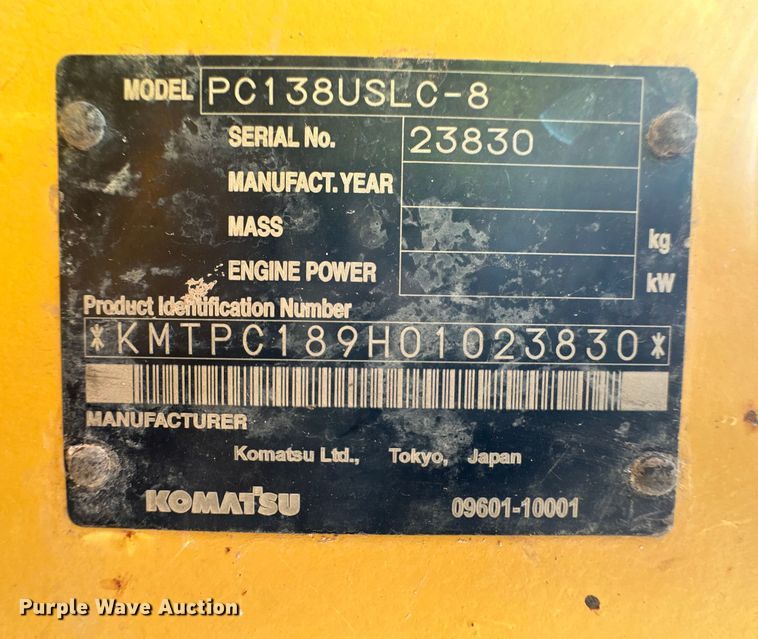 MODEL PC138USLC-8
SERIAL No. 23830
MANUFACT.YEAR
MASS kg
ENGINE POWER kW
Product Identification Number
*KMTPC189H01023830*
MANUFACTURER
Komatsu Ltd., Tokyo, Japan
KOMATSU 09601-10001
Purple Wave Auction